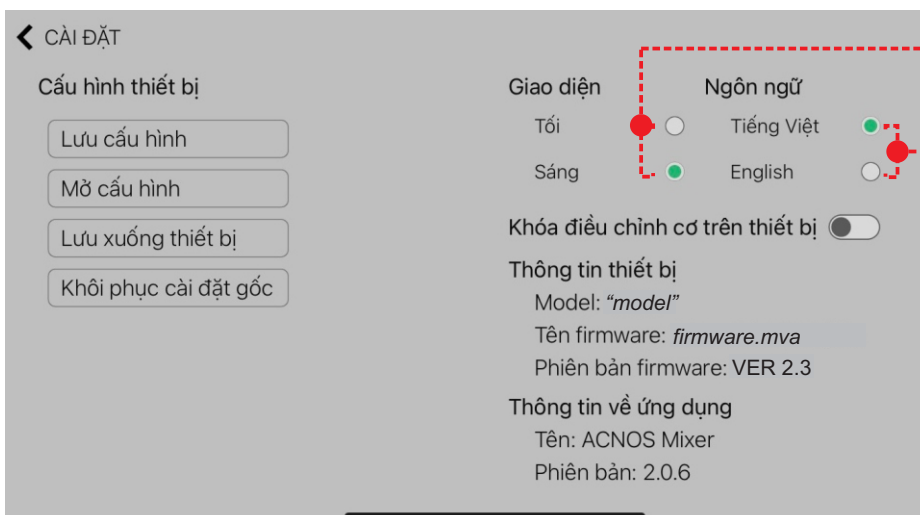 CÀI ĐẶT
Cấu hình thiết bị
Lưu cấu hình
Mở cấu hình
Lưu xuống thiết bị
Khôi phục cài đặt gốc
Giao diện
Tối
Sáng
Ngôn ngữ
Tiếng Việt
English
Khóa điều chỉnh cơ trên thiết bị
Thông tin thiết bị
Model: “model”
Tên firmware: firmware.mva
Phiên bản firmware: VER 2.3
Thông tin về ứng dụng
Tên: ACNOS Mixer
Phiên bản: 2.0.6